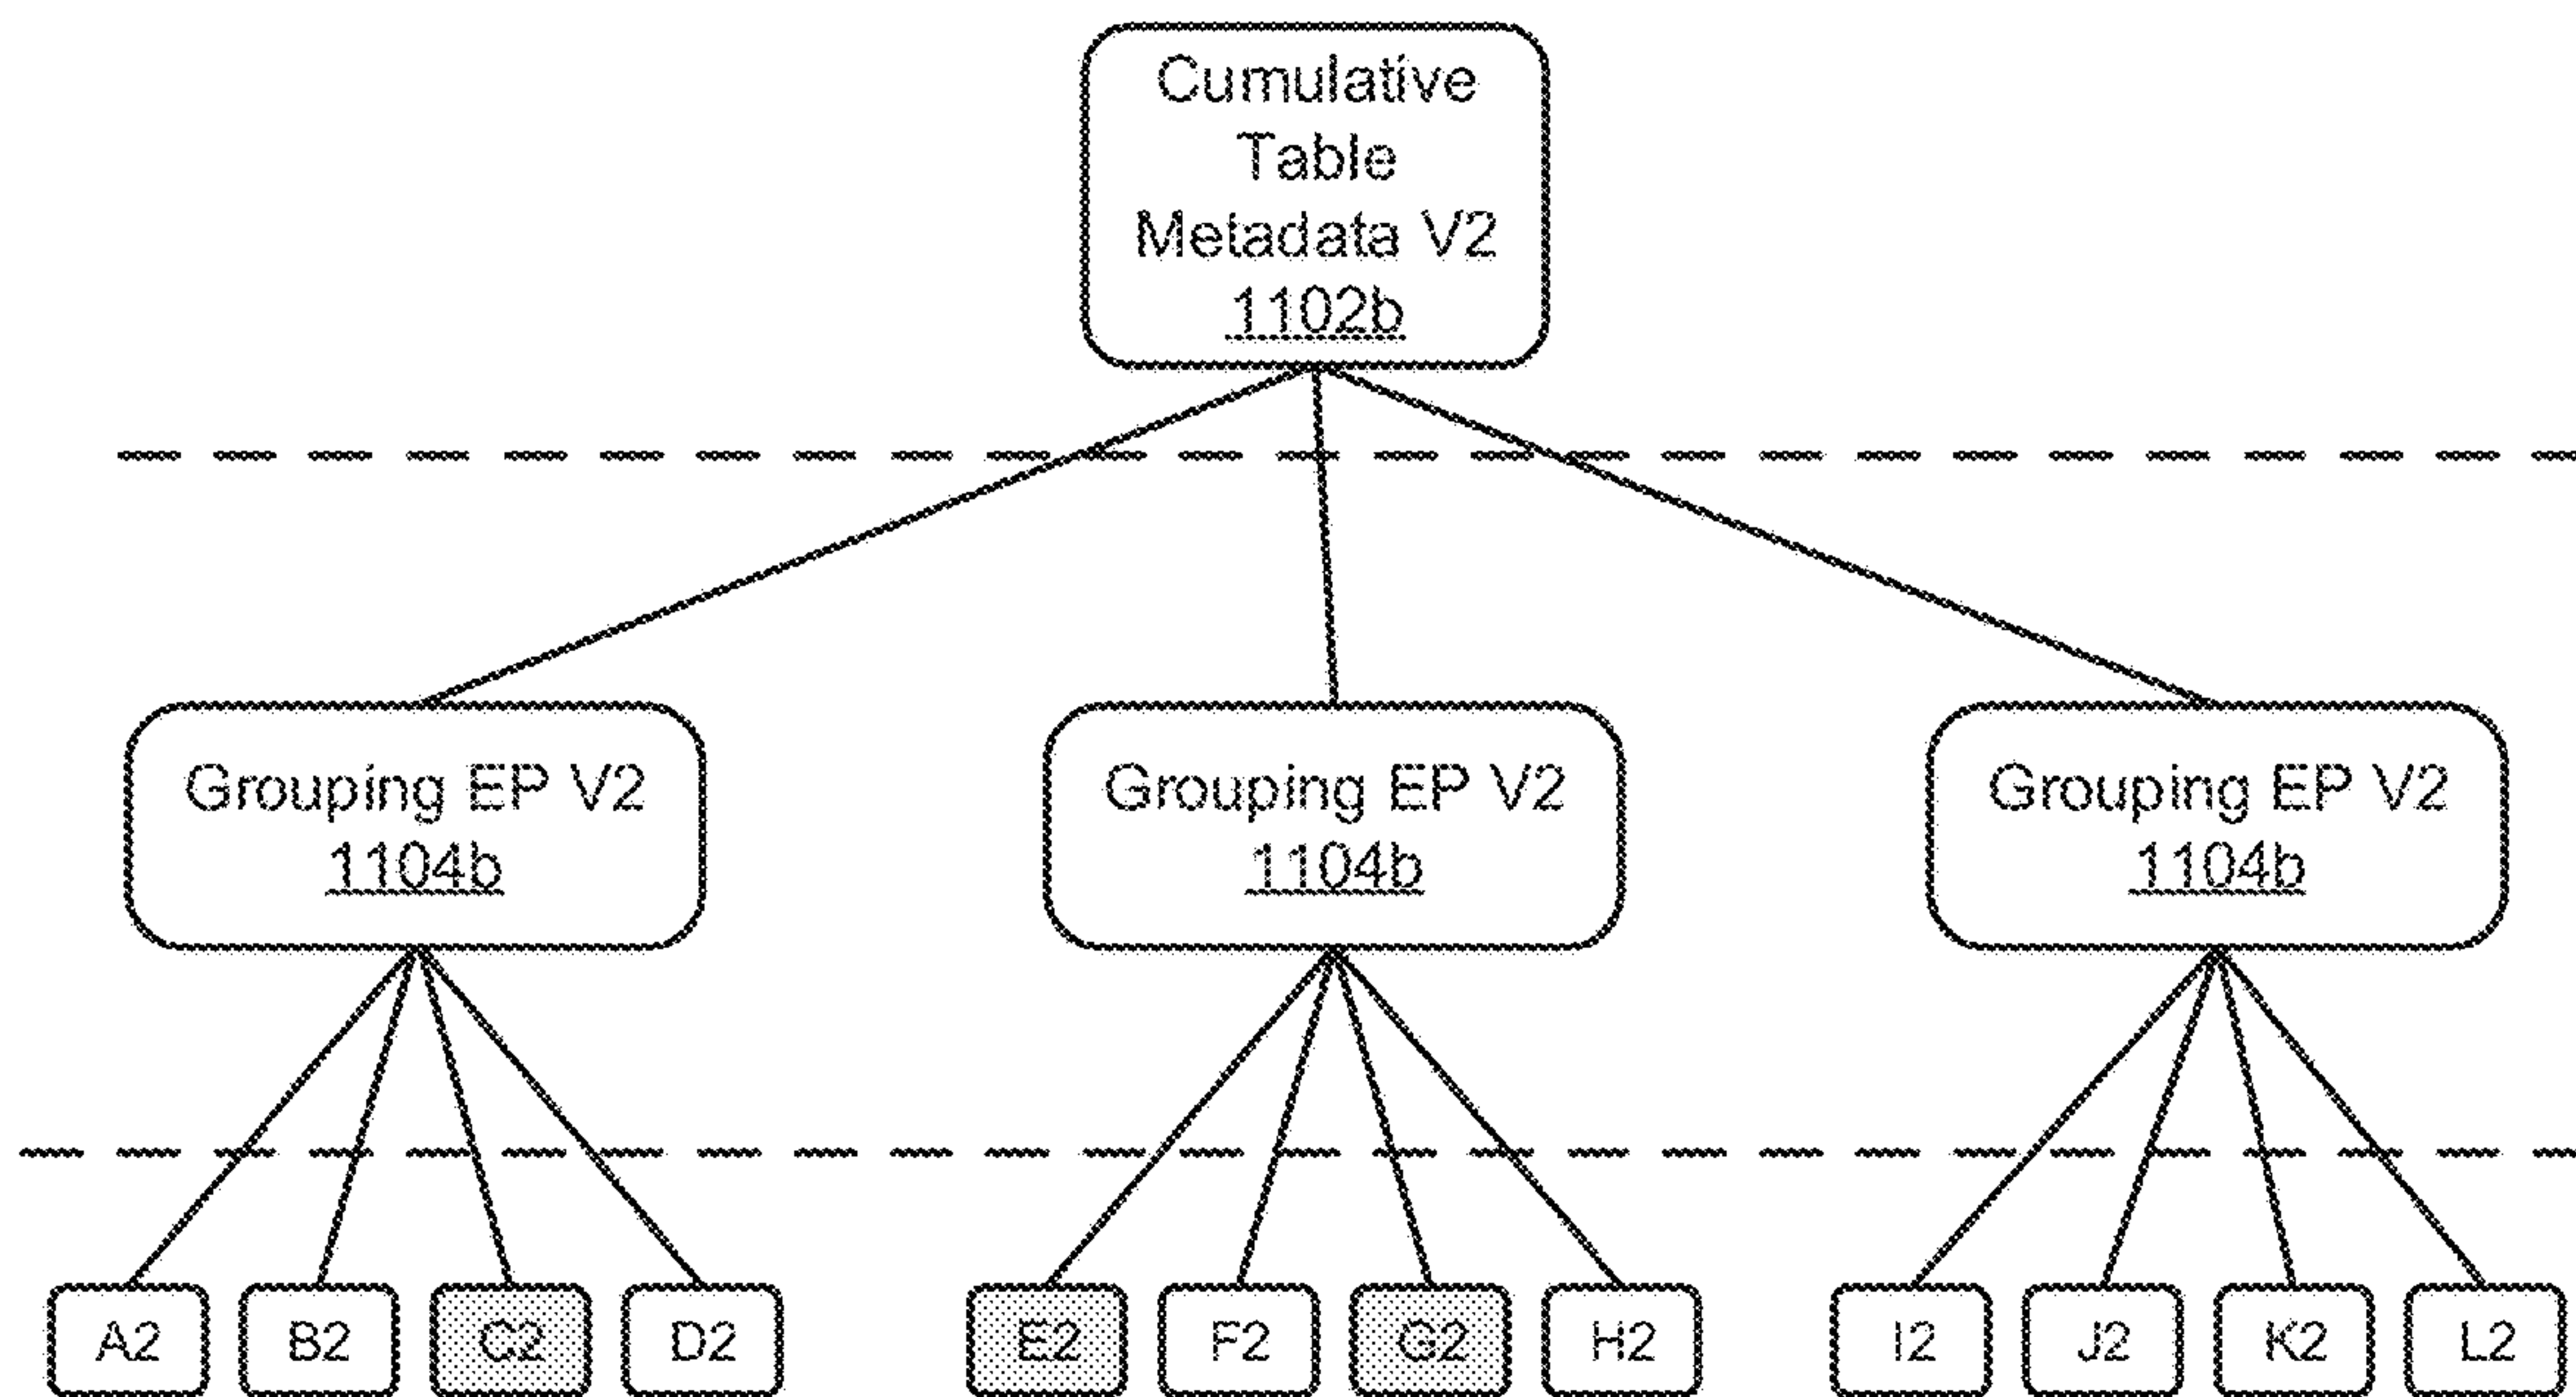 Cumulative
Table
Metadata V2
1102b
Grouping EP V2
1104b
Grouping EP V2
1104b
Grouping EP V2
1104b
A2
B2
C2
D2
E2
F2
G2
H2
I2
J2
K2
L2